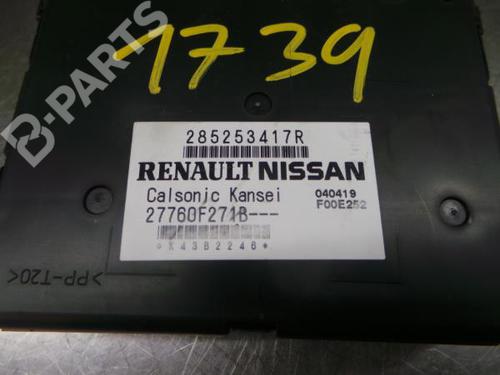 1739
B-PARTS
285253417R
RENAULT NISSAN
Calsonic Kansei
040419
27760F271B---
F00E252
*K43B2246*
>PP-T20<